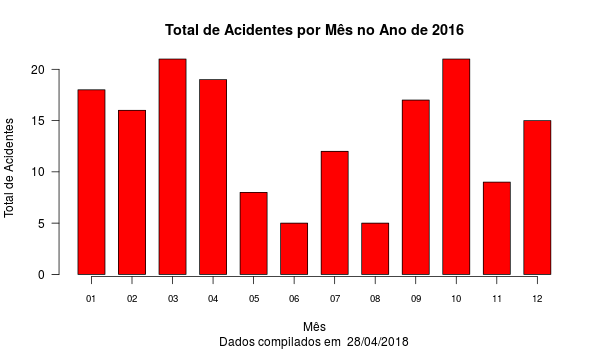 Total de Acidentes por Mês no Ano de 2016
Total de Acidentes
20
15
10
5
0
01 02 03 04 05 06 07 08 09 10 11 12
Mês
Dados compilados em 28/04/2018